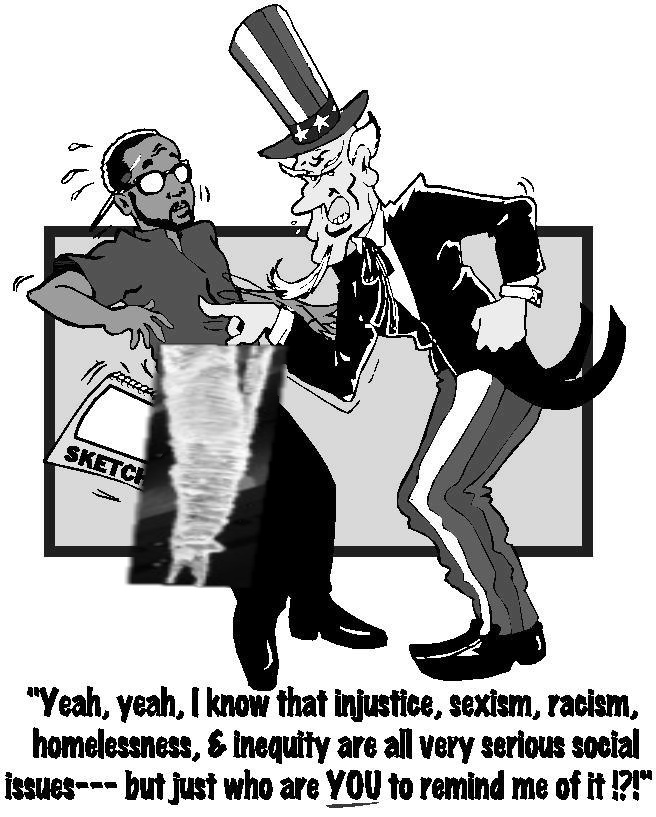 SKETCH
"Yeah, yeah, I know that injustice, sexism, racism,
homelessness, & inequity are all very serious social
issues--- but just who are YOU to remind me of it !?!"